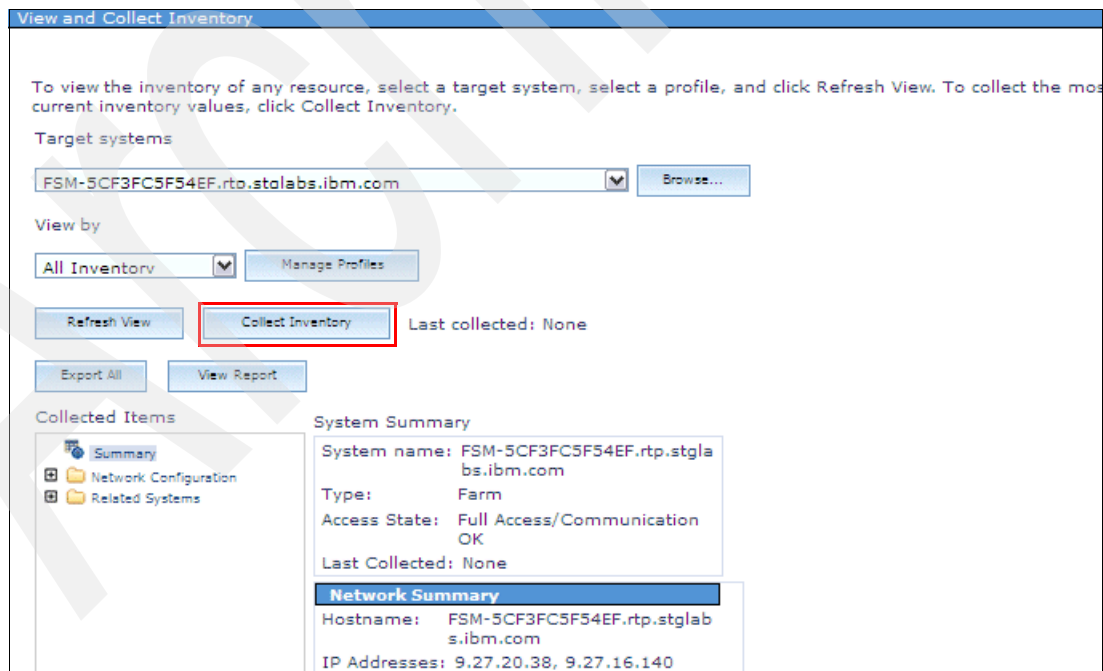 View and Collect Inventory
To view the inventory of any resource, select a target system, select a profile, and click Refresh View. To collect the mos
current inventory values, click Collect Inventory.
Target systems
FSM-5CF3FC5F54EF.rtp.stglabs.ibm.com Browse...
View by
All Inventory Manage Profiles
Refresh View Collect Inventory Last collected: None
Export All View Report
Collected Items
System Summary
Summary
Network Configuration
Related Systems
System name: FSM-5CF3FC5F54EF.rtp.stgla
bs.ibm.com
Type: Farm
Access State: Full Access/Communication
OK
Last Collected: None
Network Summary
Hostname: FSM-5CF3FC5F54EF.rtp.stglab
s.ibm.com
IP Addresses: 9.27.20.38, 9.27.16.140